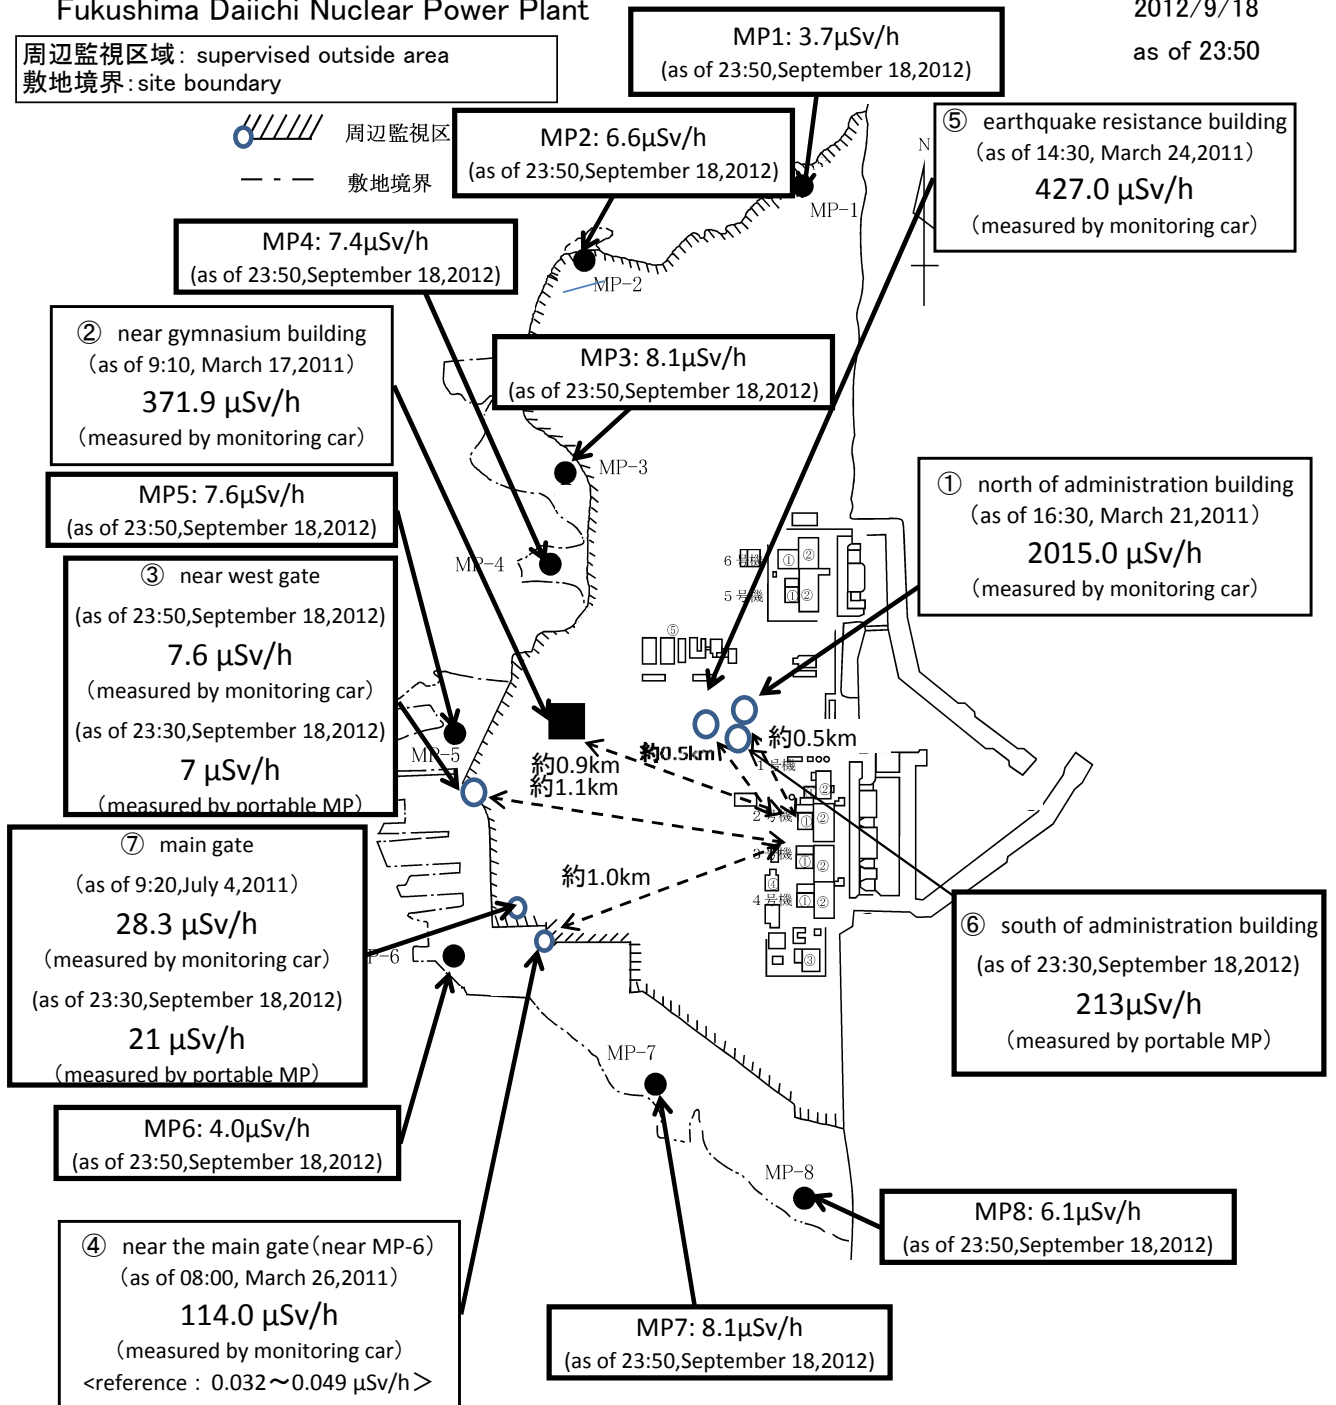 Fukushima Daiichi Nuclear Power Plant
2012/9/18
as of 23:50
周辺監視区域: supervised outside area
敷地境界:site boundary
周辺監視区
敷地境界
MP1: 3.7μSv/h
(as of 23:50,September 18,2012)
MP2: 6.6μSv/h
(as of 23:50,September 18,2012)
⑤ earthquake resistance building
(as of 14:30, March 24,2011)
427.0 μSv/h
(measured by monitoring car)
N
MP-1
MP4: 7.4μSv/h
(as of 23:50,September 18,2012)
MP-2
② near gymnasium building
(as of 9:10, March 17,2011)
371.9 μSv/h
(measured by monitoring car)
MP3: 8.1μSv/h
(as of 23:50,September 18,2012)
MP-3
MP5: 7.6μSv/h
(as of 23:50,September 18,2012)
① north of administration building
(as of 16:30, March 21,2011)
2015.0 μSv/h
(measured by monitoring car)
MP-4
③ near west gate
(as of 23:50,September 18,2012)
7.6 μSv/h
(measured by monitoring car)
(as of 23:30,September 18,2012)
7 μSv/h
(measured by portable MP)
6号機
① ②
5号機
① ②
⑤
MP-5
約0.9km
約1.1km
約0.5km
約0.5km
1号機
②
2号機
① ②
3号機
① ②
④
4号機
① ②
③
約1.0km
⑦ main gate
(as of 9:20,July 4,2011)
28.3 μSv/h
(measured by monitoring car)
(as of 23:30,September 18,2012)
21 μSv/h
(measured by portable MP)
P-6
⑥ south of administration building
(as of 23:30,September 18,2012)
213μSv/h
(measured by portable MP)
MP-7
MP6: 4.0μSv/h
(as of 23:50,September 18,2012)
MP-8
MP8: 6.1μSv/h
(as of 23:50,September 18,2012)
④ near the main gate(near MP-6)
(as of 08:00, March 26,2011)
114.0 μSv/h
(measured by monitoring car)
<reference : 0.032～0.049 μSv/h>
MP7: 8.1μSv/h
(as of 23:50,September 18,2012)